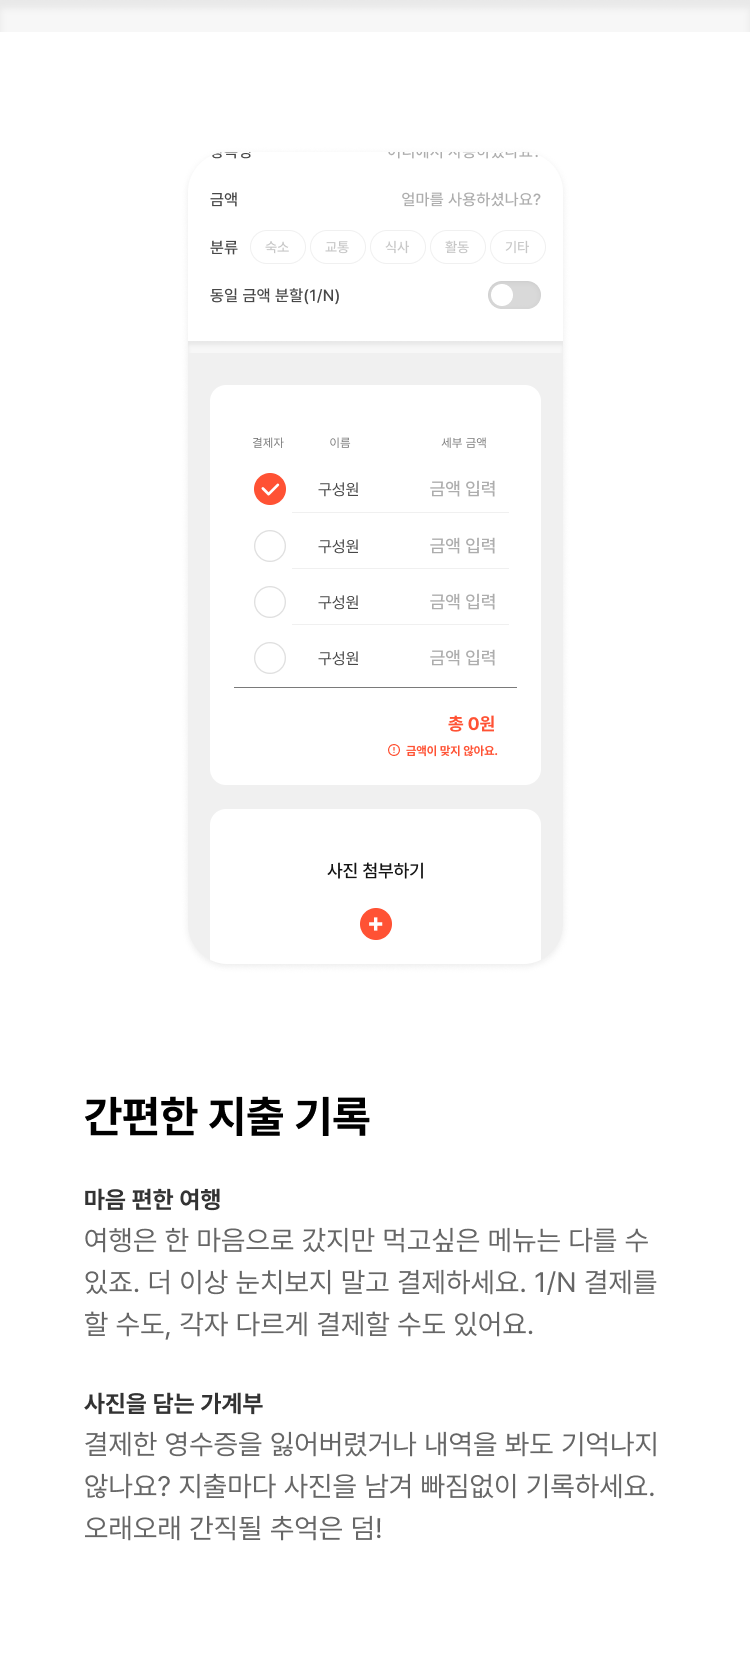 금액 얼마를 사용하셨나요?
분류 숙소 교통 식사 활동 기타
동일 금액 분할(1/N)
결제자 이름 세부 금액
구성원 금액 입력
구성원 금액 입력
구성원 금액 입력
구성원 금액 입력
총 0원
금액이 맞지 않아요.
사진 첨부하기
간편한 지출 기록
마음 편한 여행
여행은 한 마음으로 갔지만 먹고싶은 메뉴는 다를 수
있죠. 더 이상 눈치보지 말고 결제하세요. 1/N 결제를
할 수도, 각자 다르게 결제할 수도 있어요.
사진을 담는 가계부
결제한 영수증을 잃어버렸거나 내역을 봐도 기억나지
않나요? 지출마다 사진을 남겨 빠짐없이 기록하세요.
오래오래 간직될 추억은 덤!